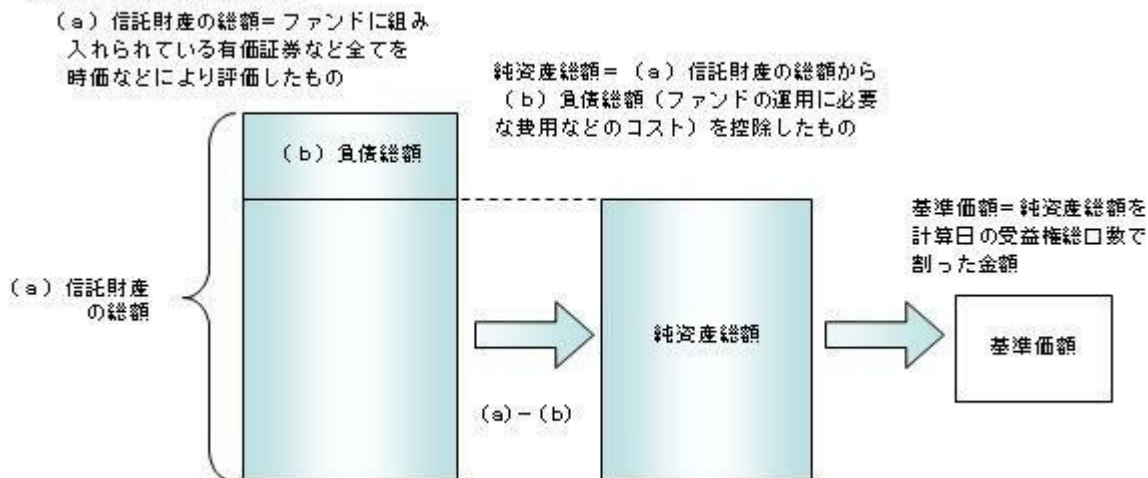 （a）信託財産の総額＝ファンドに組み
入れられている有価証券など全てを
時価などにより評価したもの
純資産総額＝（a）信託財産の総額から
（b）負債総額（ファンドの運用に必要
な費用などのコスト）を控除したもの
（b）負債総額
基準価額＝純資産総額を
計算日の受益権総口数で
割った金額
（a）信託財産
の総額
純資産総額
基準価額
（a）－（b）